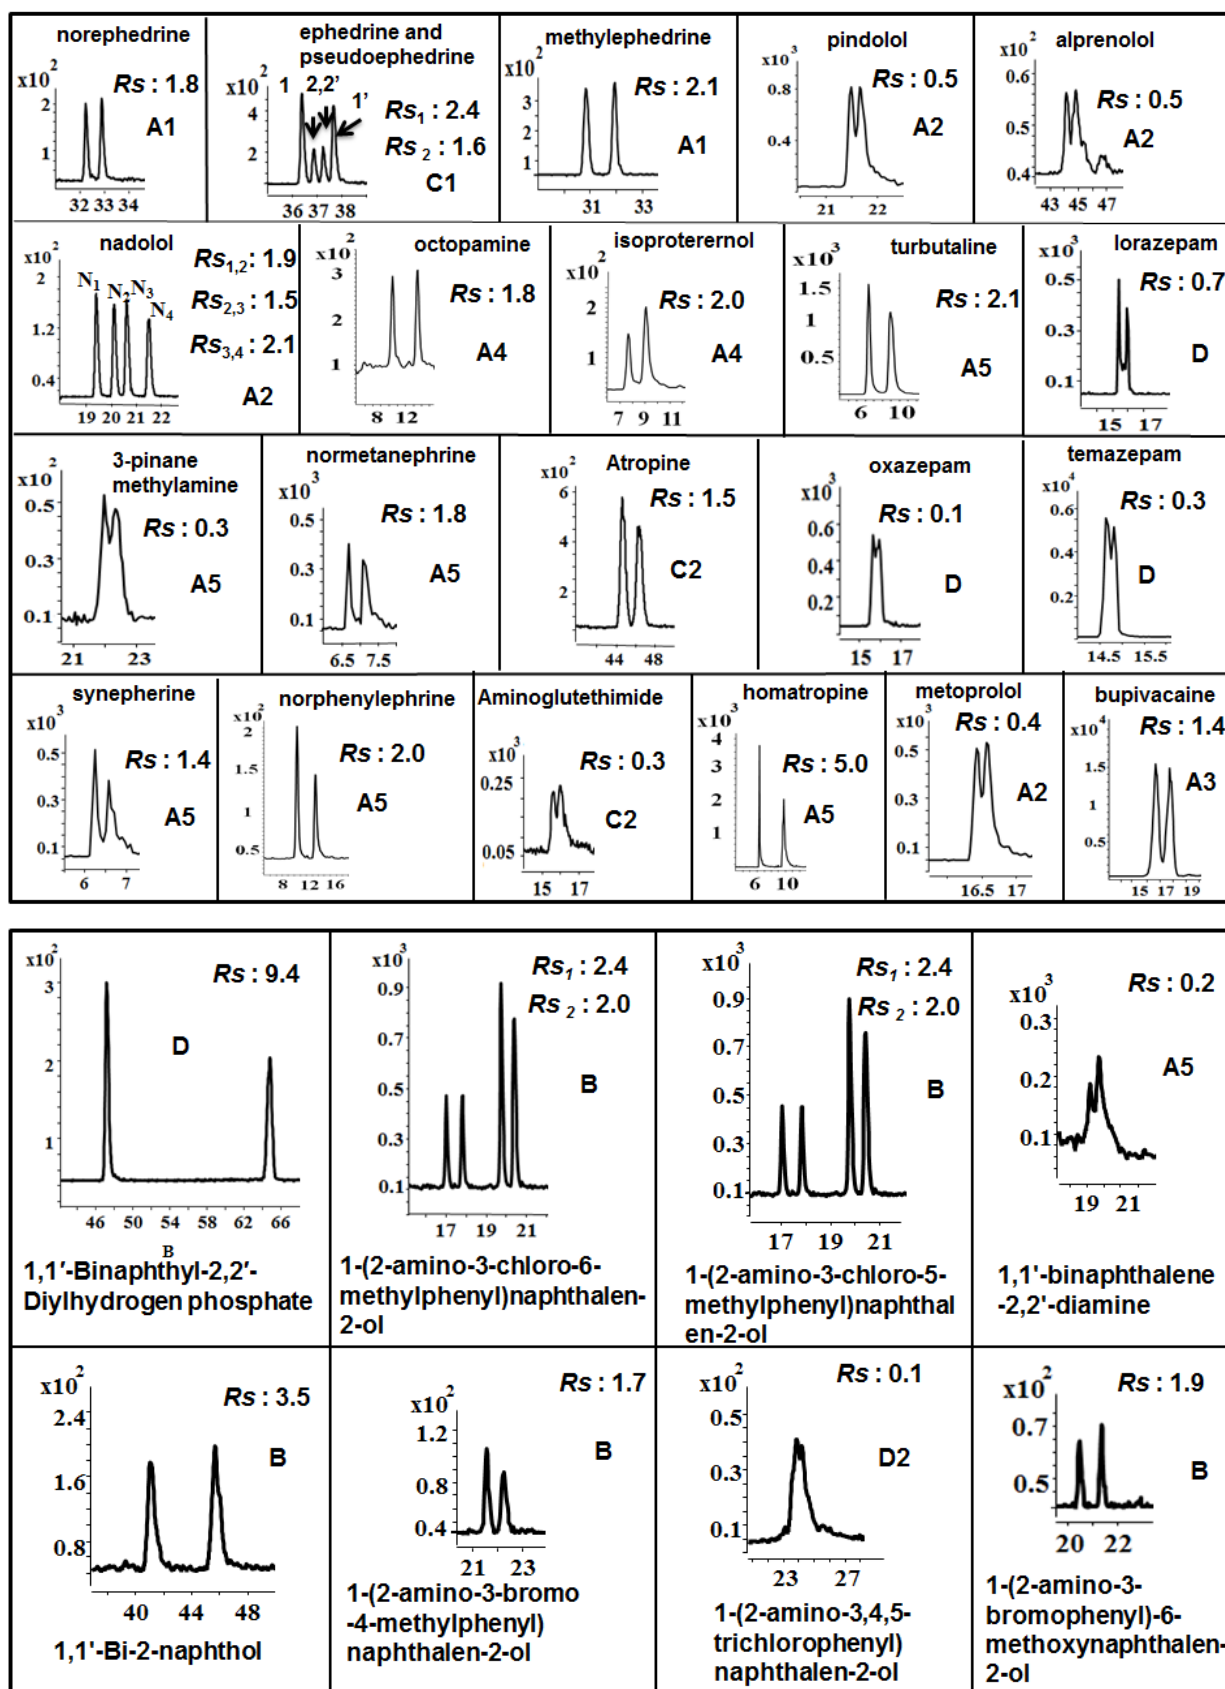 norephedrine
x10²
Rs : 1.8
A1
2
1
32 33 34
ephedrine and
pseudoephedrine
x10²
1 2,2' 1'
Rs₁ : 2.4
Rs ₂ : 1.6
C1
4
2
36 37 38
methylephedrine
x10²
Rs : 2.1
A1
3
2
1
31 33
pindolol
x10³
Rs : 0.5
A2
0.8
0.6
0.4
21 22
alprenolol
x10²
Rs : 0.5
A2
0.6
0.5
0.4
43 45 47
nadolol
x10²
N₁ N₂ N₃ N₄
Rs₁,₂: 1.9
Rs₂,₃: 1.5
Rs₃,₄: 2.1
A2
2
1.2
0.4
19 20 21 22
octopamine
x10²
Rs : 1.8
A4
3
2
1
8 12
isoproterernol
x10²
Rs : 2.0
A4
2
1
7 9 11
turbutaline
x10³
Rs : 2.1
A5
1.5
1
0.5
6 10
lorazepam
x10³
Rs : 0.7
D
0.5
0.3
0.1
15 17
3-pinane
methylamine
x10²
Rs : 0.3
A5
0.5
0.3
0.1
21 23
normetanephrine
x10³
Rs : 1.8
A5
0.5
0.3
0.1
6.5 7.5
Atropine
x10²
Rs : 1.5
C2
6
4
2
44 48
oxazepam
x10³
Rs : 0.1
D
0.8
0.6
0.4
0.2
15 17
temazepam
x10⁴
Rs : 0.3
D
0.6
0.4
0.2
14.5 15.5
synepherine
x10³
Rs : 1.4
A5
0.5
0.3
0.1
6 7
norphenylephrine
x10²
Rs : 2.0
A5
2
1.5
1
0.5
8 12 16
Aminoglutethimide
x10³
Rs : 0.3
C2
0.25
0.05
15 17
homatropine
x10³
Rs : 5.0
A5
4
3
2
1
6 10
metoprolol
x10³
Rs : 0.4
A2
0.5
0.3
0.1
16.5 17
bupivacaine
x10⁴
Rs : 1.4
A3
1.5
1
0.5
15 17 19
x10²
Rs : 9.4
D
3
2
1
46 50 54 58 62 66
B
1,1′-Binaphthyl-2,2′-
Diylhydrogen phosphate
x10³
Rs₁ : 2.4
Rs ₂ : 2.0
B
0.9
0.7
0.5
0.3
0.1
17 19 21
1-(2-amino-3-chloro-6-
methylphenyl)naphthalen-
2-ol
x10³
Rs₁ : 2.4
Rs ₂ : 2.0
B
0.9
0.7
0.5
0.3
0.1
17 19 21
1-(2-amino-3-chloro-5-
methylphenyl)naphthal
en-2-ol
x10³
Rs : 0.2
A5
0.3
0.2
0.1
19 21
1,1'-binaphthalene
-2,2'-diamine
x10²
Rs : 3.5
B
2.4
1.6
0.8
40 44 48
1,1'-Bi-2-naphthol
x10²
Rs : 1.7
B
1.2
0.8
0.4
21 23
1-(2-amino-3-bromo
-4-methylphenyl)
naphthalen-2-ol
x10²
Rs : 0.1
D2
0.5
0.3
0.1
23 27
1-(2-amino-3,4,5-
trichlorophenyl)
naphthalen-2-ol
x10²
Rs : 1.9
B
0.7
0.5
20 22
1-(2-amino-3-
bromophenyl)-6-
methoxynaphthalen-
2-ol